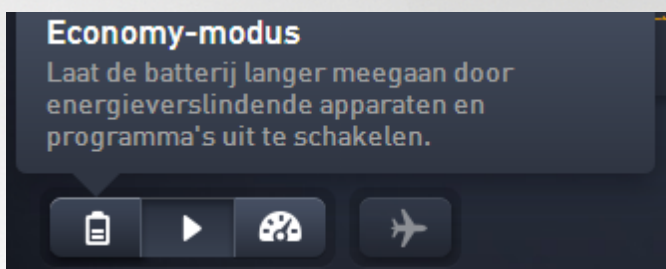 Economy-modus
Laat de batterij langer meegaan door
energieverslindende apparaten en
programma's uit te schakelen.